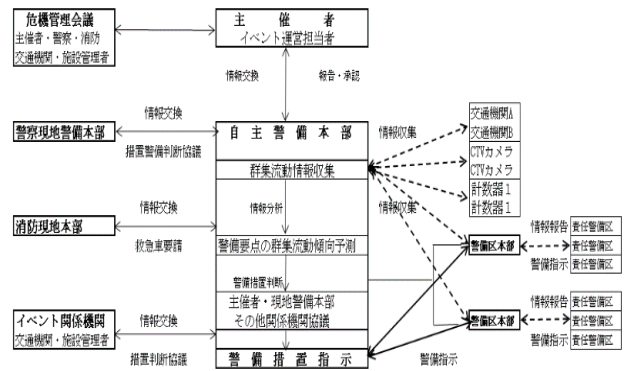 危機管理会議
主催者・警察・消防
交通機関・施設管理者
主催者
イベント運営担当者
情報交換
報告・承認
警察現地警備本部
情報交換
措置警備判断協議
自主警備本部
情報収集
交通機関A
交通機関B
CTVカメラ
CTVカメラ
計数器1
計数器1
群集流動情報収集
情報分析
情報収集
消防現地本部
情報交換
救急車要請
警備要点の群集流動傾向予測
警備区本部
情報報告
警備指示
責任警備区
責任警備区
責任警備区
警備措置判断
主催者・現地警備本部
その他関係機関協議
イベント関係機関
交通機関・施設管理者
情報交換
措置判断協議
警備区本部
情報報告
警備指示
責任警備区
責任警備区
責任警備区
警備措置指示
警備指示